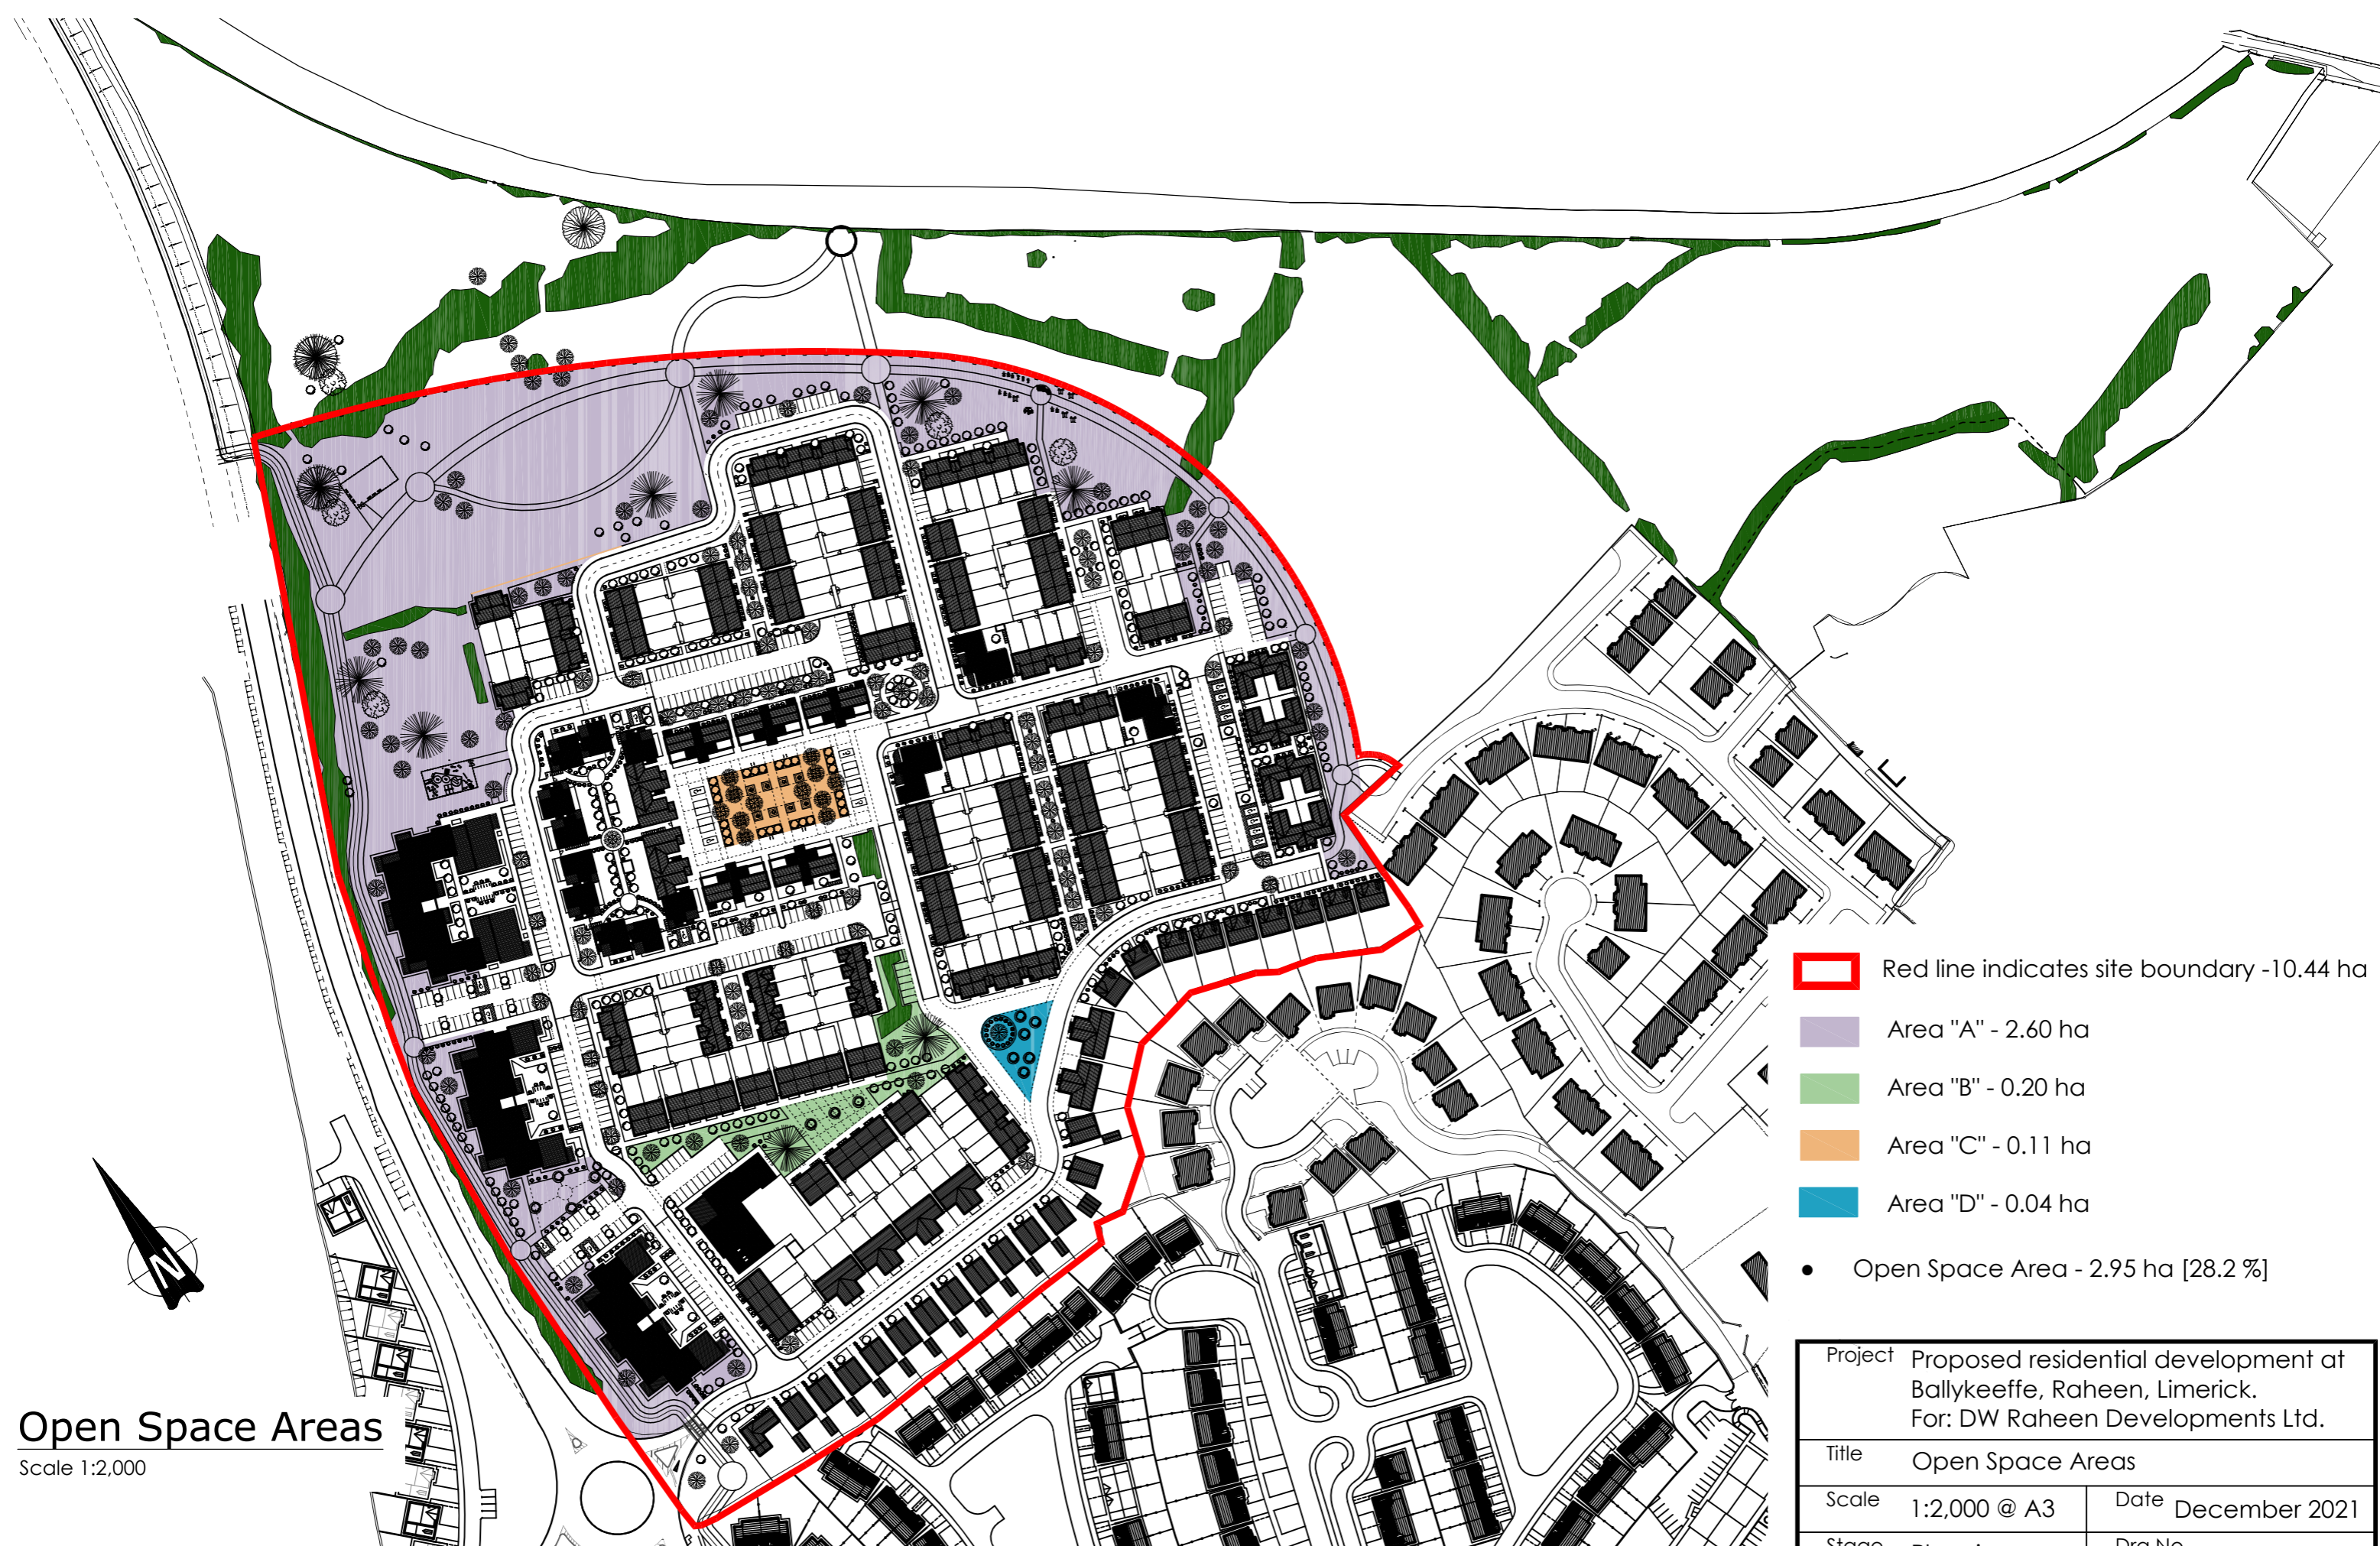 Red line indicates site boundary -10.44 ha
Area "A" - 2.60 ha
Area "B" - 0.20 ha
Area "C" - 0.11 ha
Area "D" - 0.04 ha
• Open Space Area - 2.95 ha [28.2 %]
N
Open Space Areas
Scale 1:2,000
Project Proposed residential development at
Ballykeeffe, Raheen, Limerick.
For: DW Raheen Developments Ltd.
Title Open Space Areas
Scale 1:2,000 @ A3 Date December 2021